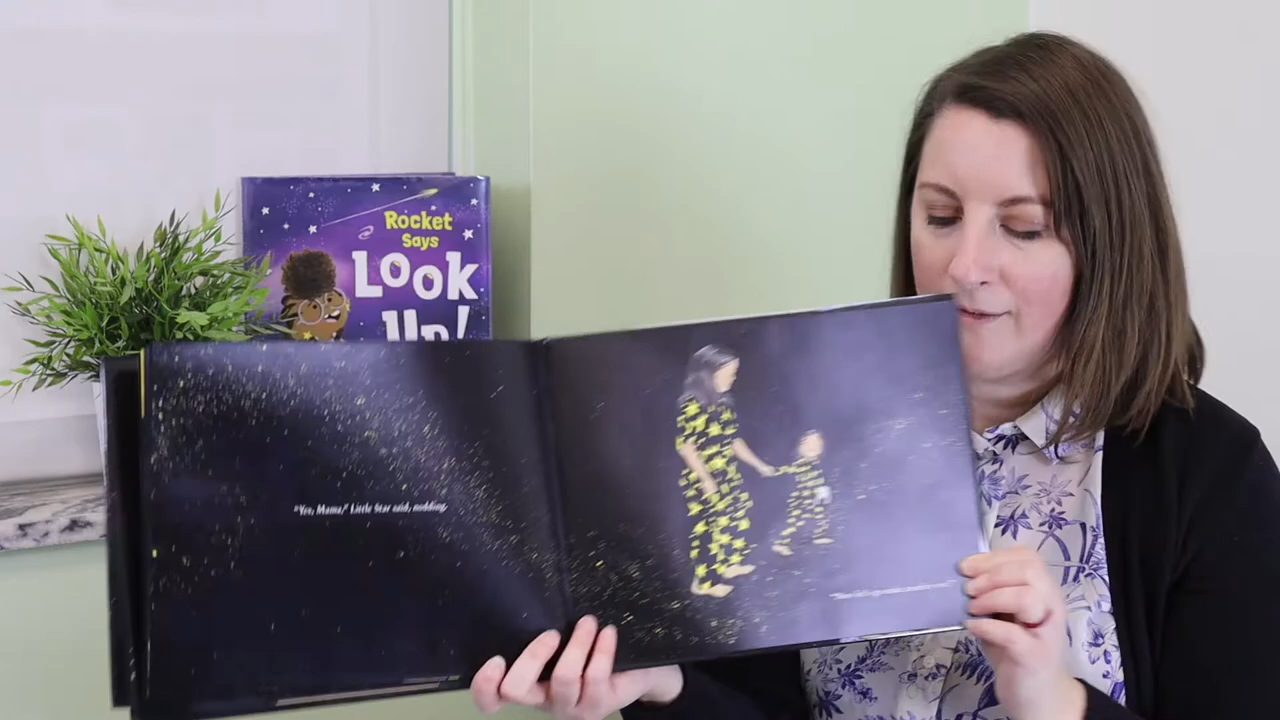 Rocket
Says
Look
Up!
"Yes, Mama," Little Star said, nodding.